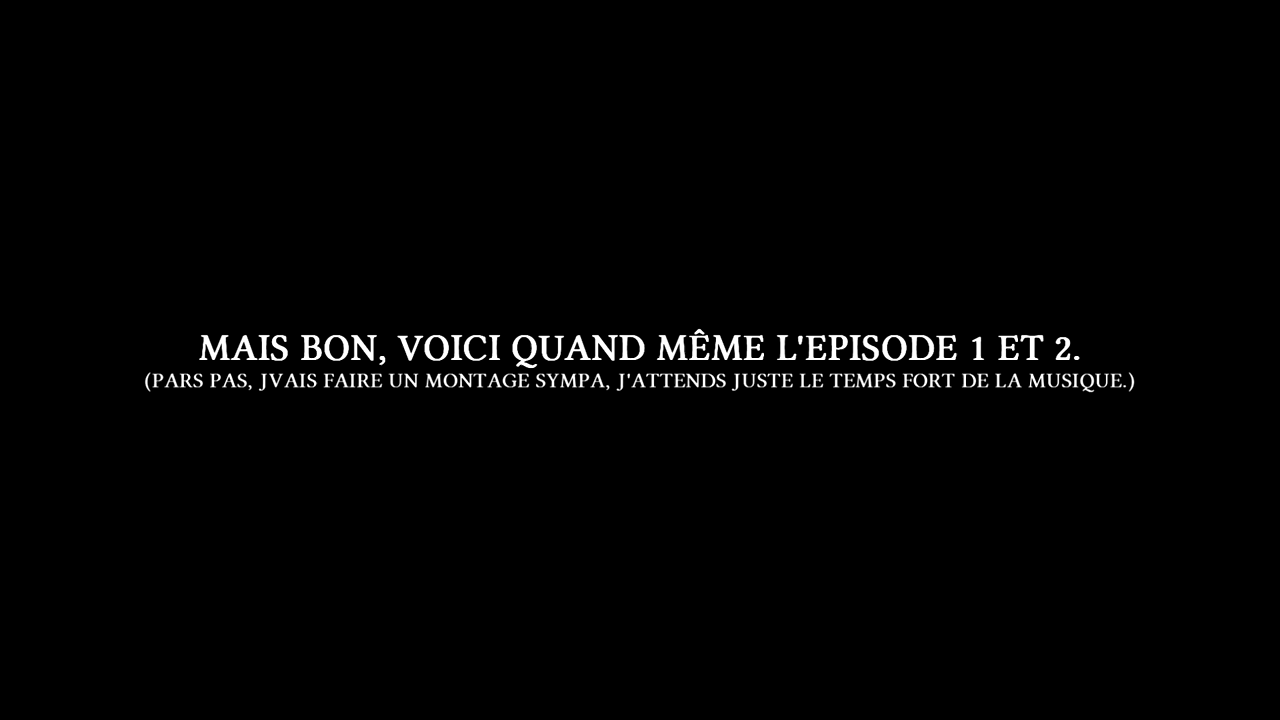 MAIS BON, VOICI QUAND MÊME L'EPISODE 1 ET 2.
(PARS PAS, JVAIS FAIRE UN MONTAGE SYMPA, J'ATTENDS JUSTE LE TEMPS FORT DE LA MUSIQUE.)